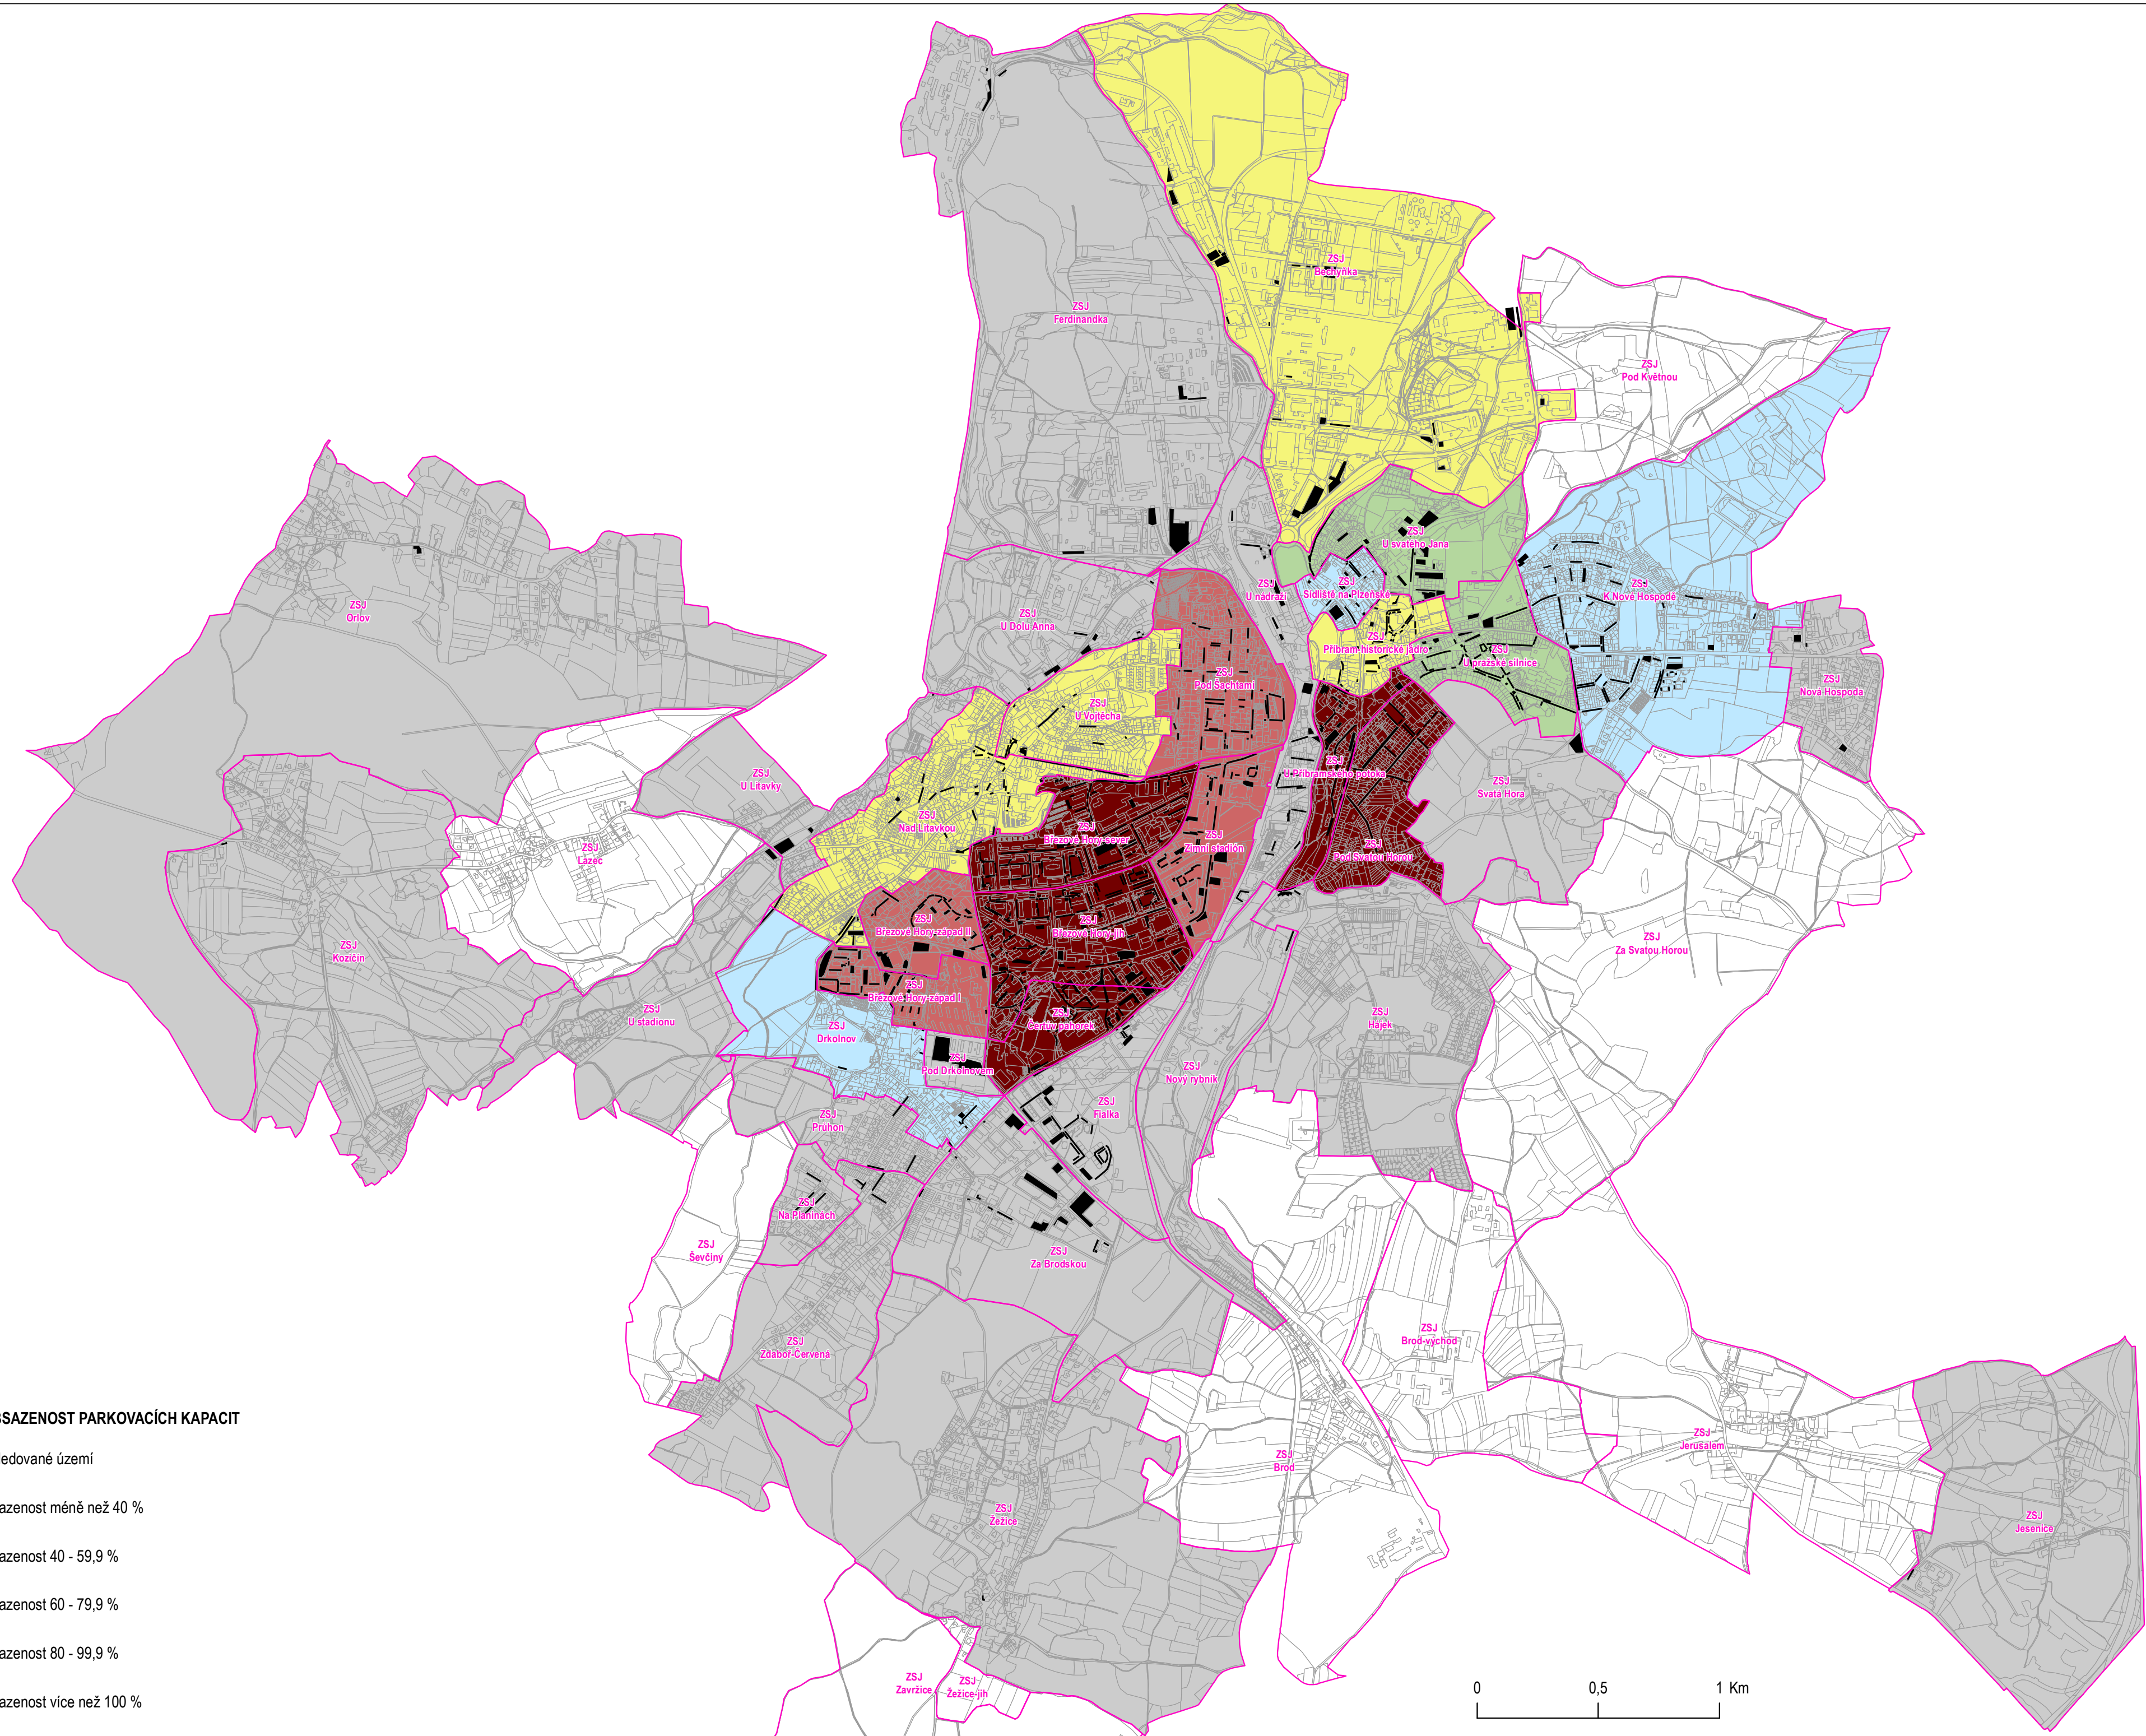 ZSJ
Bechyňka
ZSJ
Ferdinandka
ZSJ
Pod Květnou
ZSJ
U svatého Jána
ZSJ
U nádraží
ZSJ
Sídliště na Plzeňské
ZSJ
K Nové Hospodě
ZSJ
Orlov
ZSJ
U Dolu Anna
ZSJ
Příbram-historické jádro
ZSJ
U pražské silnice
ZSJ
Nová Hospoda
ZSJ
Pod Šachtami
ZSJ
U Vojtěcha
ZSJ
U Litavky
ZSJ
U Příbramského potoka
ZSJ
Svatá Hora
ZSJ
Nad Litavkou
ZSJ
Březové Hory-sever
ZSJ
Zimní stadión
ZSJ
Lazec
ZSJ
Pod Svatou Horou
ZSJ
Březové Hory-západ II
ZSJ
Březové Hory-jih
ZSJ
Kozičín
ZSJ
Za Svatou Horou
ZSJ
Březové Hory-západ I
ZSJ
U stadionu
ZSJ
Drkolnov
ZSJ
Čertův pahorek
ZSJ
Hájek
ZSJ
Pod Drkolnovem
ZSJ
Nový rybník
ZSJ
Fialka
ZSJ
Průhon
ZSJ
Na Planinách
ZSJ
Ševčiny
ZSJ
Za Brodskou
ZSJ
Zdaboř-Červená
ZSJ
Brod-východ
ZSJ
Jerusalem
ZSJ
Brod
ZSJ
Žežice
ZSJ
Jesenice
ZSJ
Zavržice
ZSJ
Žežice-jih
SAZENOST PARKOVACÍCH KAPACIT
edované území
azenost méně než 40 %
azenost 40 - 59,9 %
azenost 60 - 79,9 %
azenost 80 - 99,9 %
azenost více než 100 %
0 0,5 1 Km